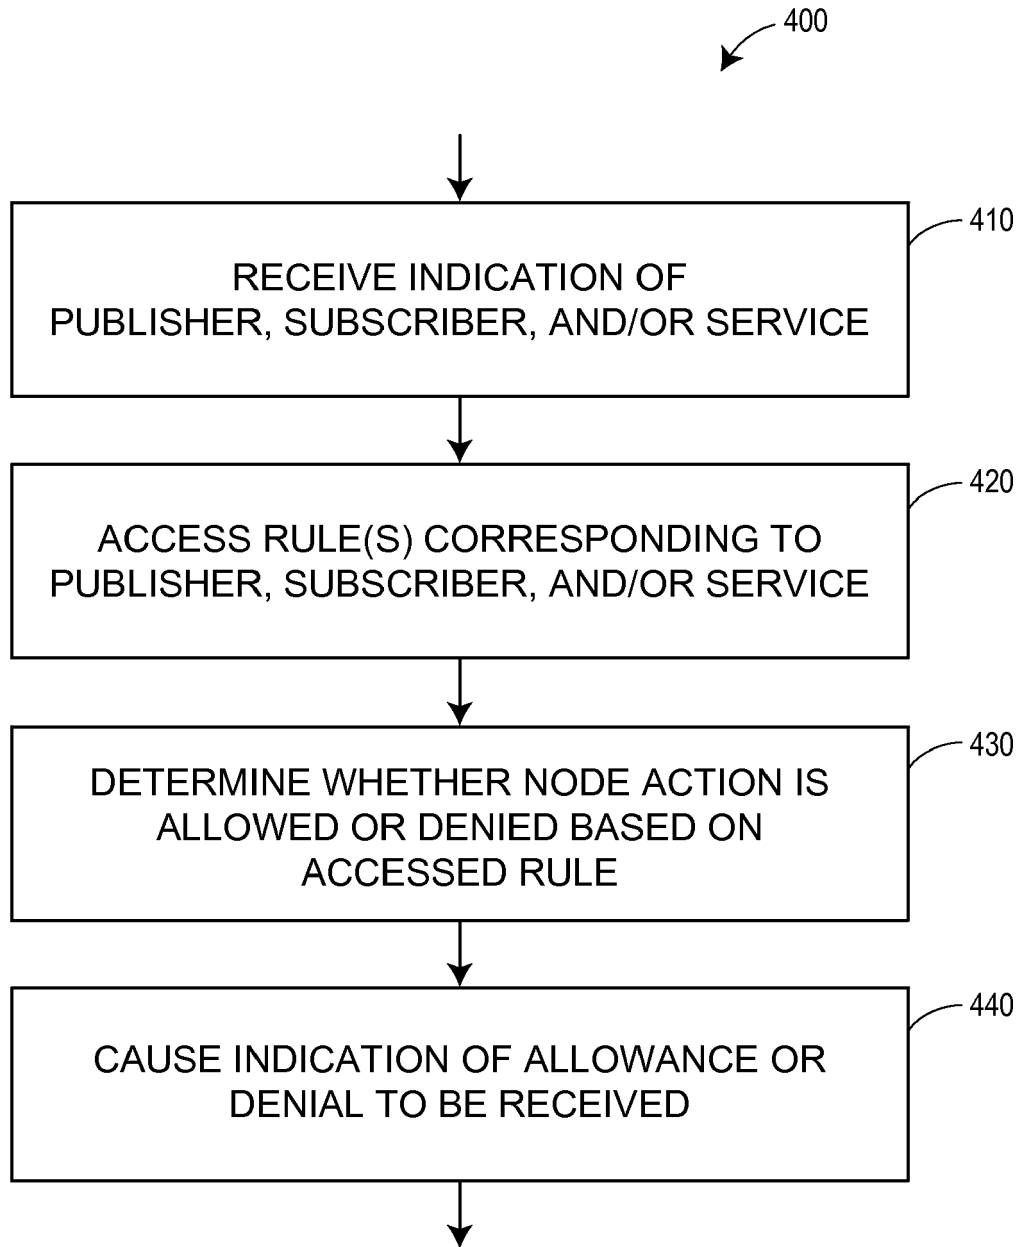 400
RECEIVE INDICATION OF
PUBLISHER, SUBSCRIBER, AND/OR SERVICE
410
ACCESS RULE(S) CORRESPONDING TO
PUBLISHER, SUBSCRIBER, AND/OR SERVICE
420
DETERMINE WHETHER NODE ACTION IS
ALLOWED OR DENIED BASED ON
ACCESSED RULE
430
CAUSE INDICATION OF ALLOWANCE OR
DENIAL TO BE RECEIVED
440